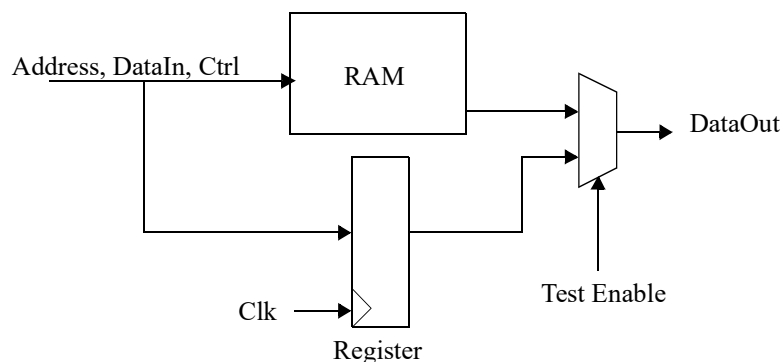 Address, DataIn, Ctrl
RAM
DataOut
Clk
Test Enable
Register